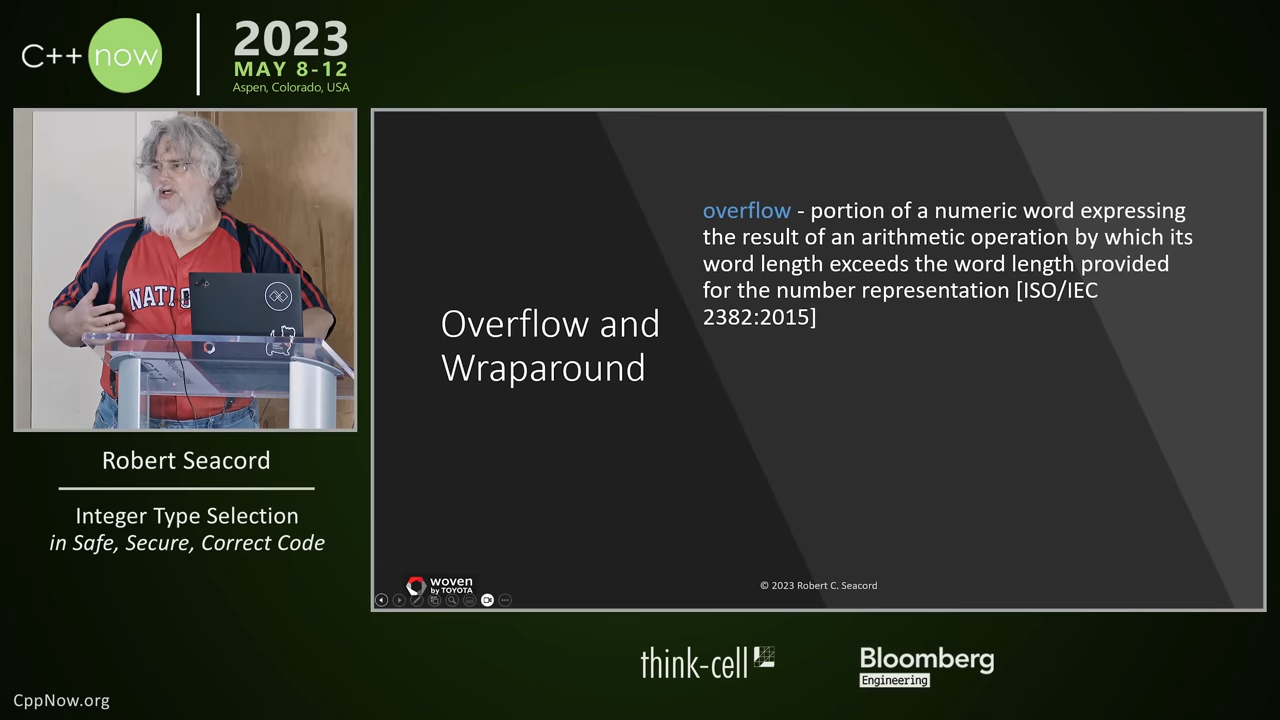 C++ now
2023
MAY 8-12
Aspen, Colorado, USA
NATI
Robert Seacord
Integer Type Selection
in Safe, Secure, Correct Code
Overflow and
Wraparound
overflow - portion of a numeric word expressing
the result of an arithmetic operation by which its
word length exceeds the word length provided
for the number representation [ISO/IEC
2382:2015]
woven
by TOYOTA
© 2023 Robert C. Seacord
think-cell
Bloomberg
Engineering
CppNow.org